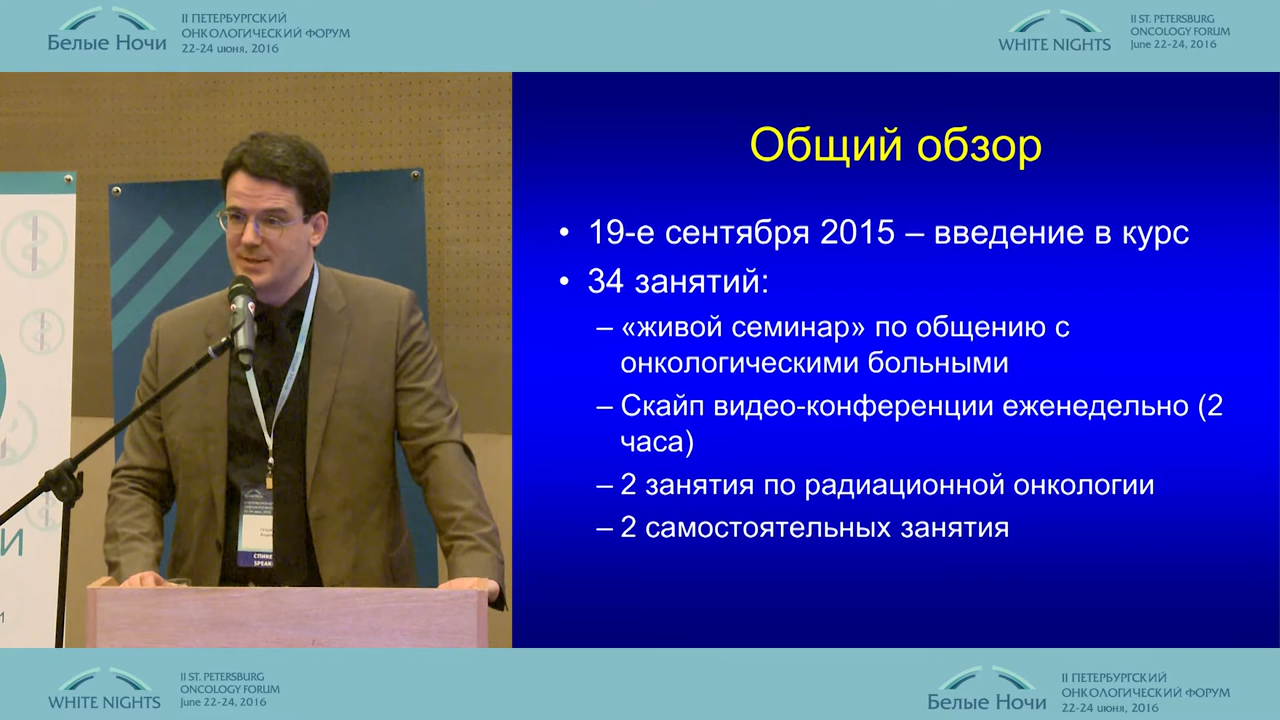 Белые Ночи
II ПЕТЕРБУРГСКИЙ
ОНКОЛОГИЧЕСКИЙ ФОРУМ
22-24 июня, 2016
WHITE NIGHTS
II ST. PETERSBURG
ONCOLOGY FORUM
June 22-24, 2016
Общий обзор
• 19-е сентября 2015 – введение в курс
• 34 занятий:
– «живой семинар» по общению с
онкологическими больными
– Скайп видео-конференции еженедельно (2
часа)
– 2 занятия по радиационной онкологии
– 2 самостоятельных занятия
СПИКЕ
SPEAK
И
WHITE NIGHTS
II ST. PETERSBURG
ONCOLOGY FORUM
June 22-24, 2016
Белые Ночи
II ПЕТЕРБУРГСКИЙ
ОНКОЛОГИЧЕСКИЙ ФОРУМ
22-24 июня, 2016